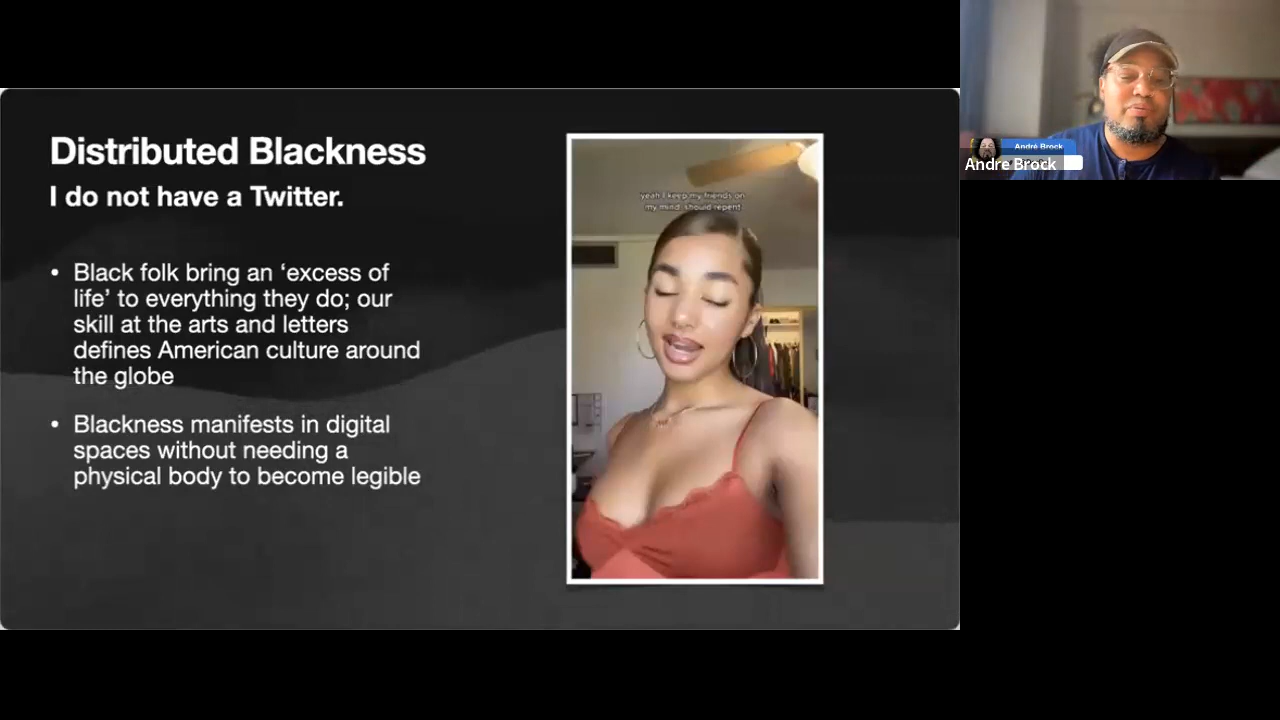 Distributed Blackness
I do not have a Twitter.
• Black folk bring an ‘excess of
life’ to everything they do; our
skill at the arts and letters
defines American culture around
the globe
• Blackness manifests in digital
spaces without needing a
physical body to become legible
yeah I keep my friends on
my mind, should repent
André Brock
Andre Brock